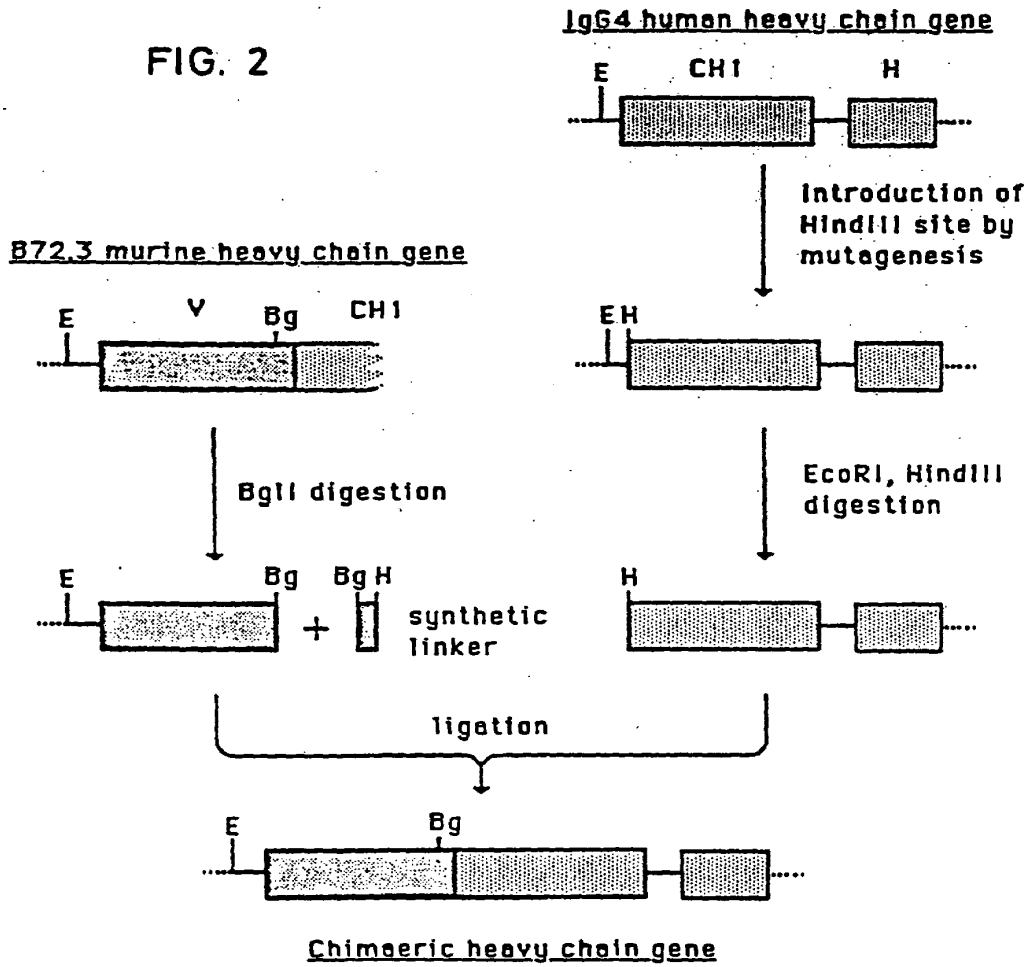 FIG. 2
IgG4 human heavy chain gene
E CH1 H
Introduction of
HindIII site by
mutagenesis
B72.3 murine heavy chain gene
E V Bg CH1
E H
BglI digestion
EcoRI, HindIII
digestion
E Bg Bg H
+
synthetic
linker
H
ligation
E Bg
Chimaeric heavy chain gene